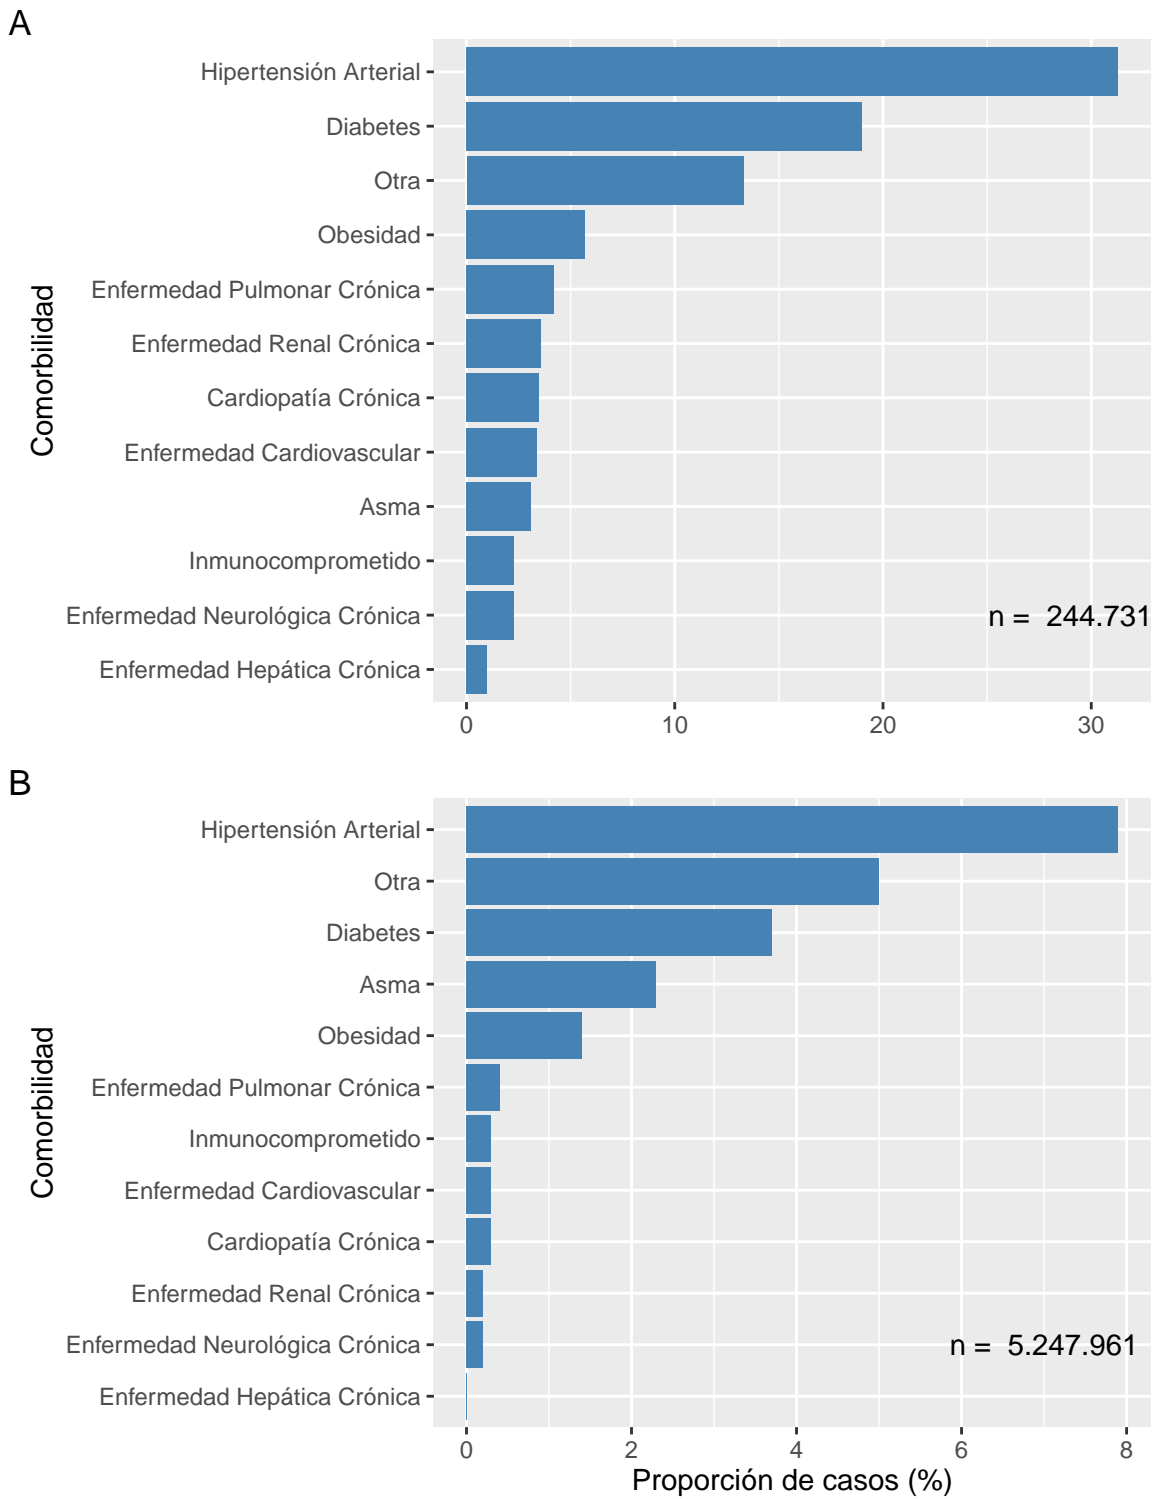 A
Hipertensión Arterial
Diabetes
Otra
Obesidad
Enfermedad Pulmonar Crónica
Enfermedad Renal Crónica
Cardiopatía Crónica
Enfermedad Cardiovascular
Asma
Inmunocomprometido
Enfermedad Neurológica Crónica
Enfermedad Hepática Crónica
Comorbilidad
n = 244.731
0 10 20 30
B
Hipertensión Arterial
Otra
Diabetes
Asma
Obesidad
Enfermedad Pulmonar Crónica
Inmunocomprometido
Enfermedad Cardiovascular
Cardiopatía Crónica
Enfermedad Renal Crónica
Enfermedad Neurológica Crónica
Enfermedad Hepática Crónica
Comorbilidad
n = 5.247.961
0 2 4 6 8
Proporción de casos (%)